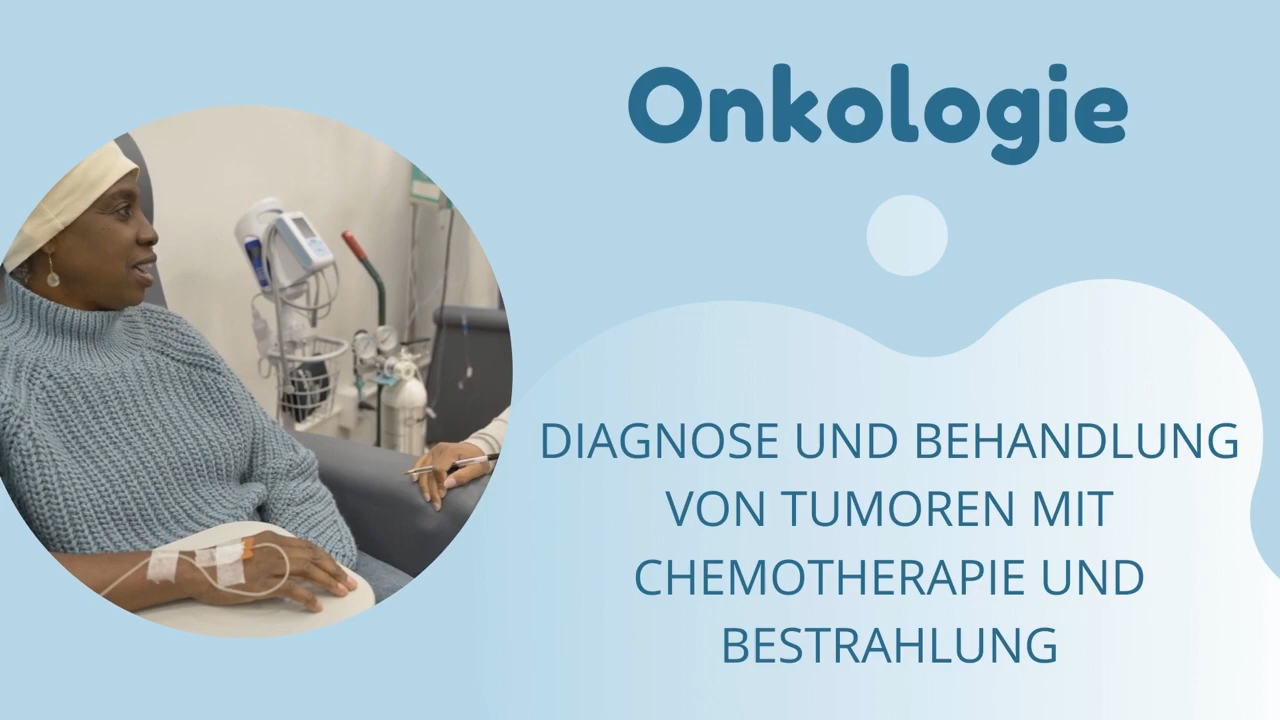 Onkologie
DIAGNOSE UND BEHANDLUNG
VON TUMOREN MIT
CHEMOTHERAPIE UND
BESTRAHLUNG